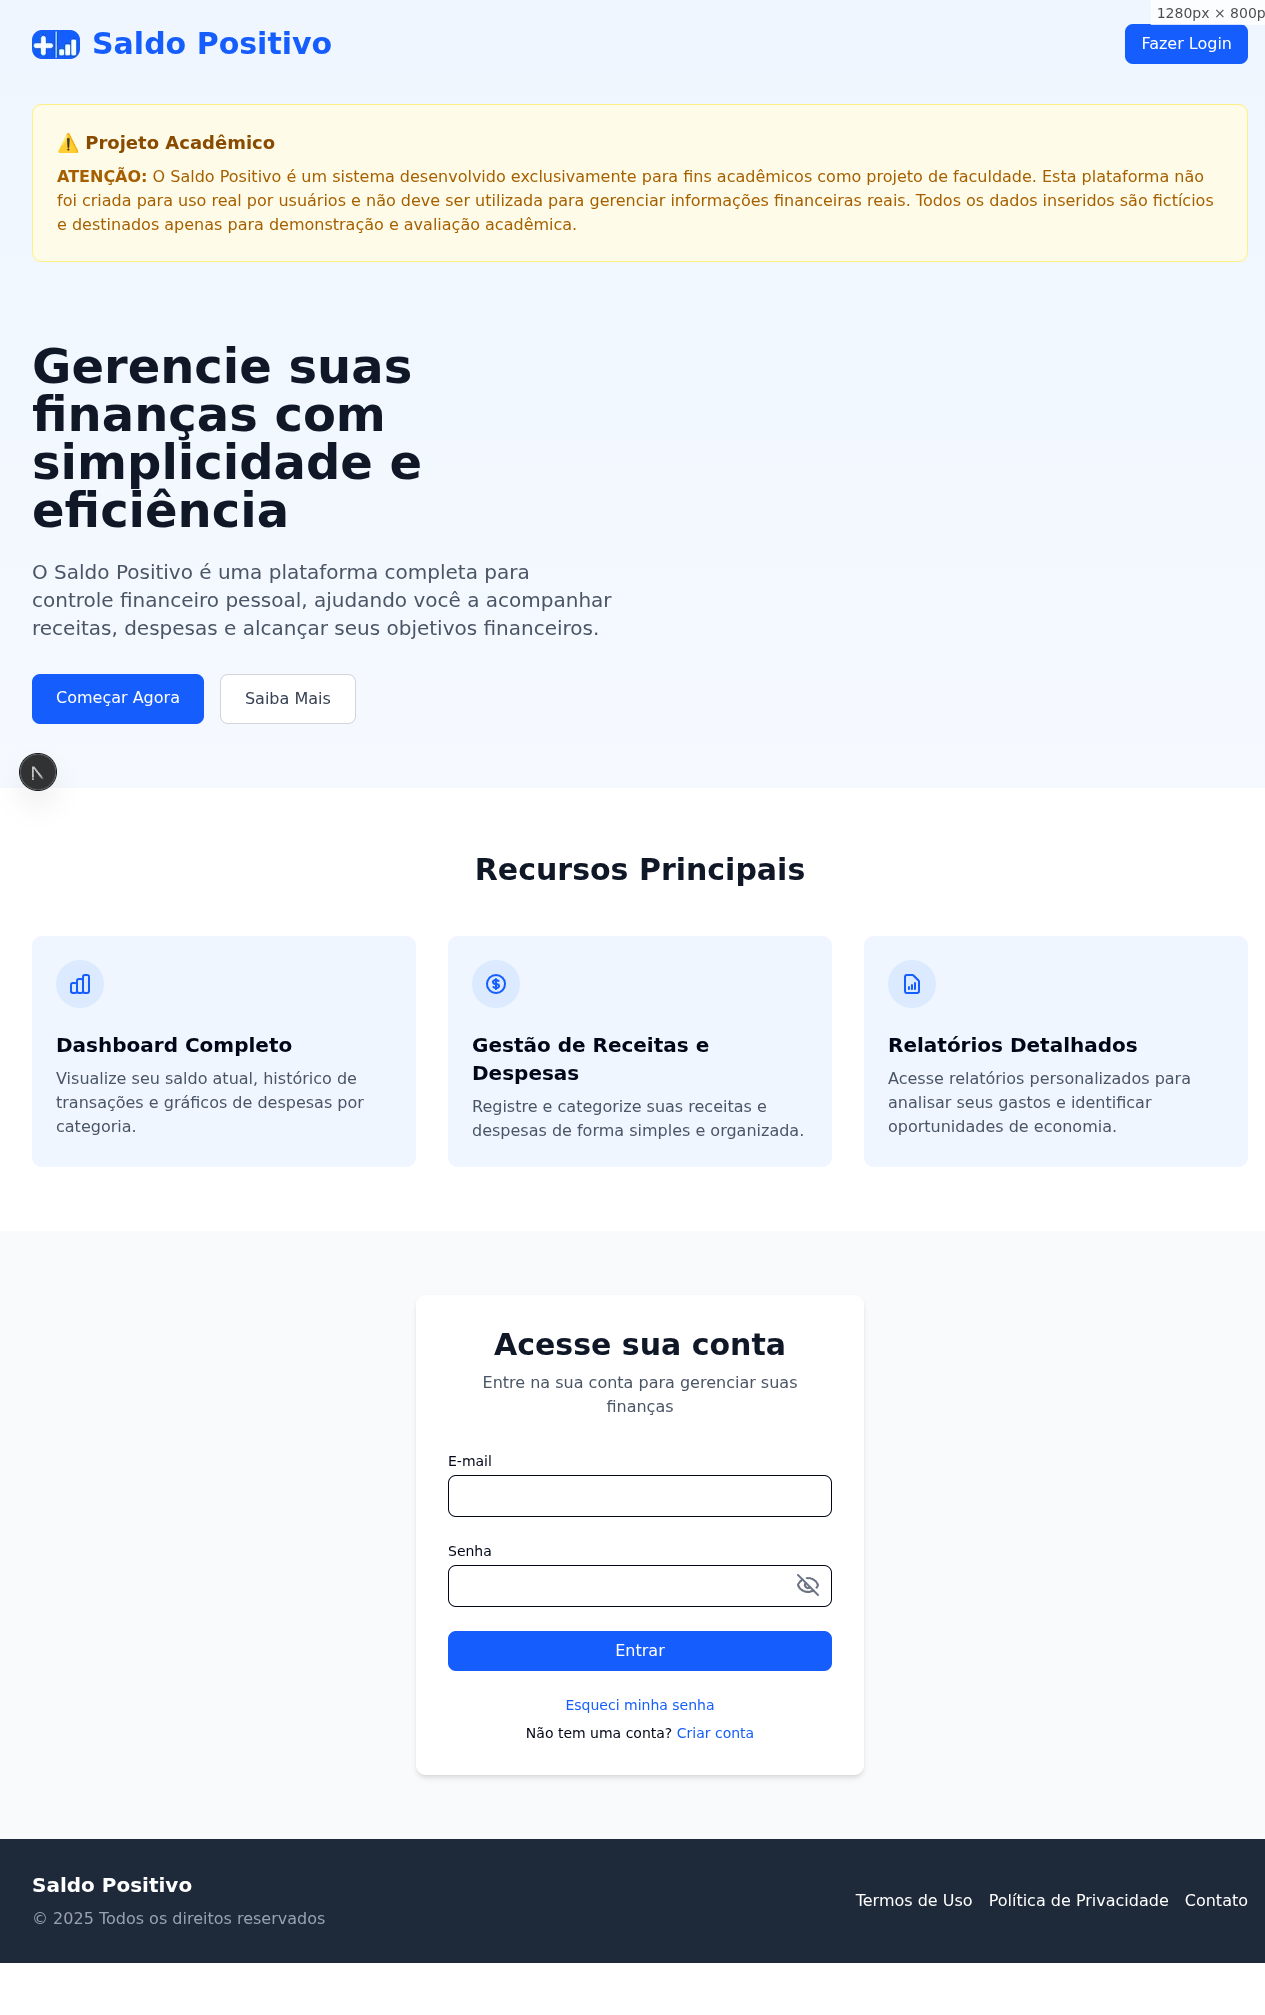 1280px × 800p
Saldo Positivo
Fazer Login
⚠️ Projeto Acadêmico
ATENÇÃO: O Saldo Positivo é um sistema desenvolvido exclusivamente para fins acadêmicos como projeto de faculdade. Esta plataforma não
foi criada para uso real por usuários e não deve ser utilizada para gerenciar informações financeiras reais. Todos os dados inseridos são fictícios
e destinados apenas para demonstração e avaliação acadêmica.
Gerencie suas
finanças com
simplicidade e
eficiência
O Saldo Positivo é uma plataforma completa para
controle financeiro pessoal, ajudando você a acompanhar
receitas, despesas e alcançar seus objetivos financeiros.
Começar Agora
Saiba Mais
N
Recursos Principais
Dashboard Completo
Visualize seu saldo atual, histórico de
transações e gráficos de despesas por
categoria.
Gestão de Receitas e
Despesas
Registre e categorize suas receitas e
despesas de forma simples e organizada.
Relatórios Detalhados
Acesse relatórios personalizados para
analisar seus gastos e identificar
oportunidades de economia.
Acesse sua conta
Entre na sua conta para gerenciar suas
finanças
E-mail
Senha
Entrar
Esqueci minha senha
Não tem uma conta? Criar conta
Saldo Positivo
© 2025 Todos os direitos reservados
Termos de Uso
Política de Privacidade
Contato